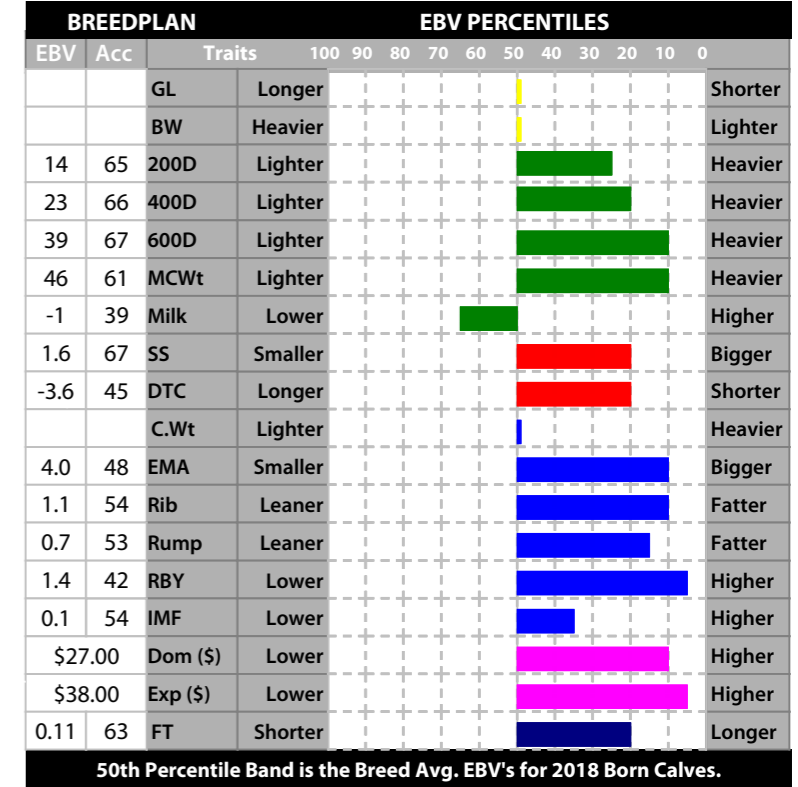 BREEDPLAN EBV PERCENTILES
EBV Acc Traits 100 90 80 70 60 50 40 30 20 10 0
GL Longer Shorter
BW Heavier Lighter
14 65 200D Lighter Heavier
23 66 400D Lighter Heavier
39 67 600D Lighter Heavier
46 61 MCWt Lighter Heavier
-1 39 Milk Lower Higher
1.6 67 SS Smaller Bigger
-3.6 45 DTC Longer Shorter
C.Wt Lighter Heavier
4.0 48 EMA Smaller Bigger
1.1 54 Rib Leaner Fatter
0.7 53 Rump Leaner Fatter
1.4 42 RBY Lower Higher
0.1 54 IMF Lower Higher
$27.00 Dom ($) Lower Higher
$38.00 Exp ($) Lower Higher
0.11 63 FT Shorter Longer
50th Percentile Band is the Breed Avg. EBV's for 2018 Born Calves.